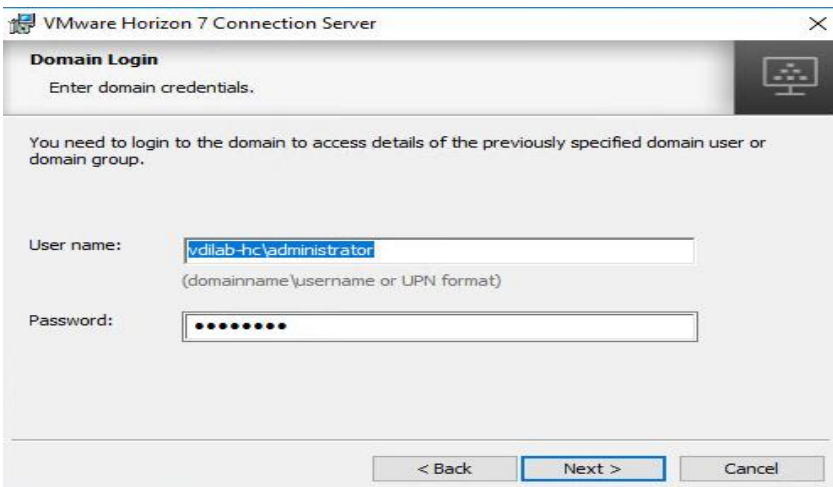 VMware Horizon 7 Connection Server
Domain Login
Enter domain credentials.
You need to login to the domain to access details of the previously specified domain user or
domain group.
User name:
vdilab-hc\administrator
(domainname\username or UPN format)
Password:
••••••••
< Back
Next >
Cancel